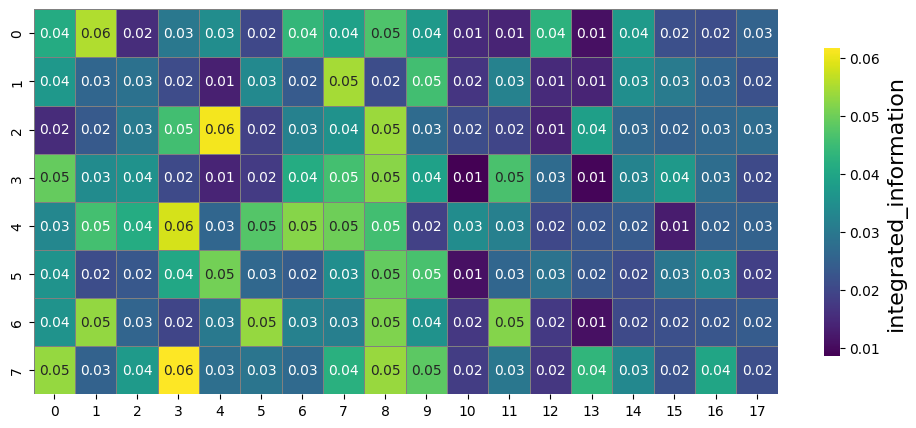 0 0.04 0.06 0.02 0.03 0.03 0.02 0.04 0.04 0.05 0.04 0.01 0.01 0.04 0.01 0.04 0.02 0.02 0.03
1 0.04 0.03 0.03 0.02 0.01 0.03 0.02 0.05 0.02 0.05 0.02 0.03 0.01 0.01 0.03 0.03 0.03 0.02
2 0.02 0.02 0.03 0.05 0.06 0.02 0.03 0.04 0.05 0.03 0.02 0.02 0.01 0.04 0.03 0.02 0.03 0.03
3 0.05 0.03 0.04 0.02 0.01 0.02 0.04 0.05 0.05 0.04 0.01 0.05 0.03 0.01 0.03 0.04 0.03 0.02
4 0.03 0.05 0.04 0.06 0.03 0.05 0.05 0.05 0.05 0.02 0.03 0.03 0.02 0.02 0.02 0.01 0.02 0.03
5 0.04 0.02 0.02 0.04 0.05 0.03 0.02 0.03 0.05 0.05 0.01 0.03 0.03 0.02 0.02 0.03 0.03 0.02
6 0.04 0.05 0.03 0.02 0.03 0.05 0.03 0.03 0.05 0.04 0.02 0.05 0.02 0.01 0.02 0.02 0.02 0.02
7 0.05 0.03 0.04 0.06 0.03 0.03 0.03 0.04 0.05 0.05 0.02 0.03 0.02 0.04 0.03 0.02 0.04 0.02
0 1 2 3 4 5 6 7 8 9 10 11 12 13 14 15 16 17
0.06
0.05
0.04
0.03
0.02
0.01
integrated_information